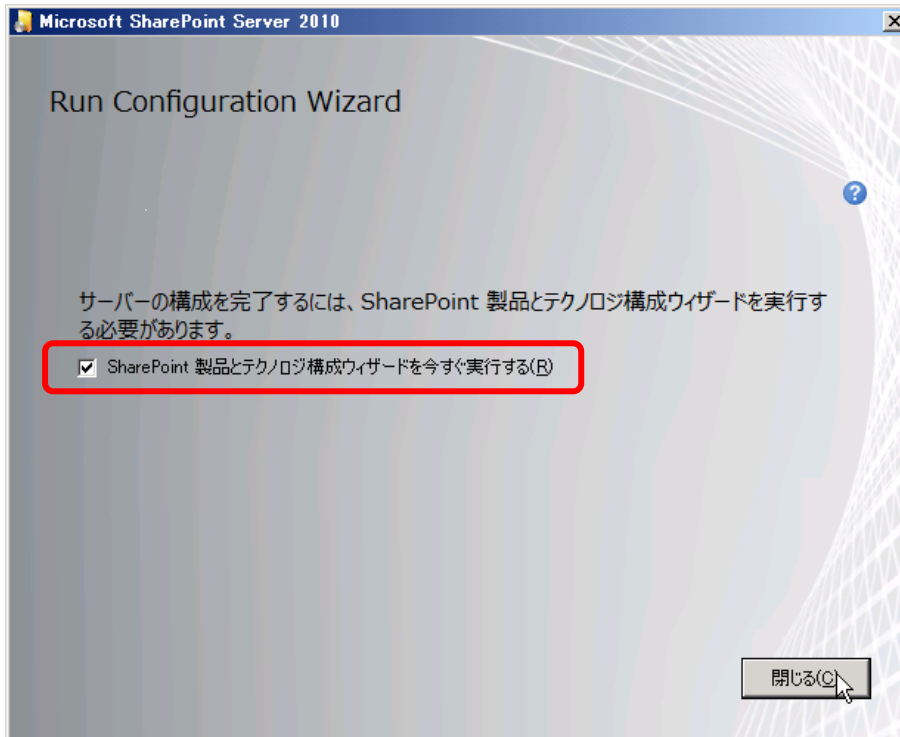 Microsoft SharePoint Server 2010
Run Configuration Wizard
サーバーの構成を完了するには、SharePoint 製品とテクノロジ構成ウィザードを実行す
る必要があります。
SharePoint 製品とテクノロジ構成ウィザードを今すぐ実行する(R)
閉じる(C)